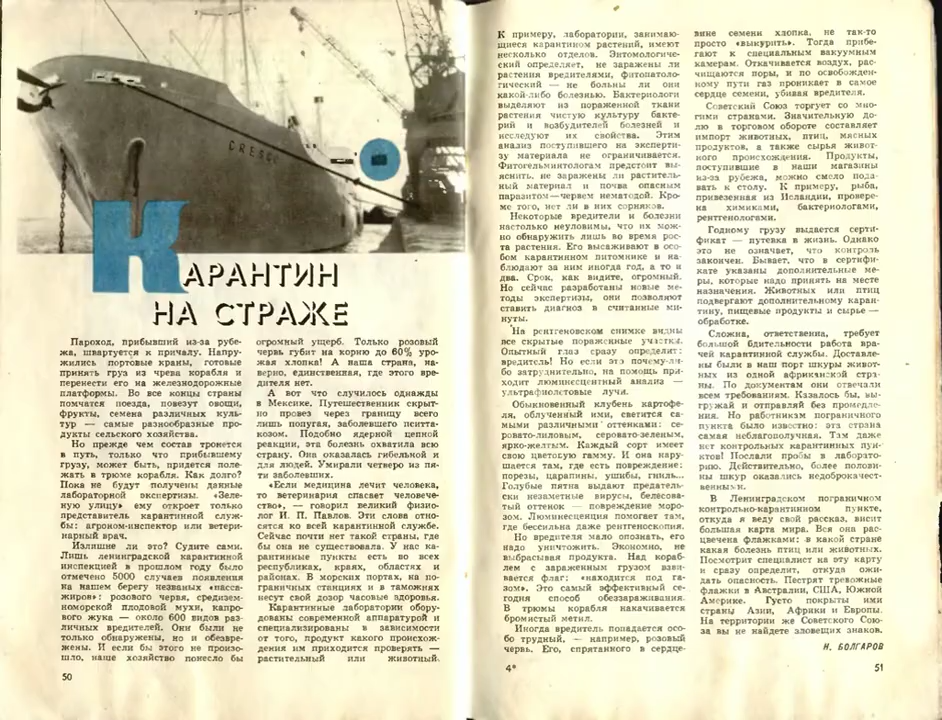 CRESCO
КАРАНТИН
НА СТРАЖЕ
Пароход, прибывший из-за рубе-
жа, швартуется к причалу. Напру-
жились портовые краны, готовые
принять груз из чрева корабля и
перенести его на железнодорожные
платформы. Во все концы страны
помчатся поезда, повезут овощи,
фрукты, семена различных куль-
тур — самые разнообразные про-
дукты сельского хозяйства.
Но прежде чем состав тронется
в путь, только что прибывшему
грузу, может быть, придется поле-
жать в трюме корабля. Как долго?
Пока не будут получены данные
лабораторной экспертизы. «Зеле-
ную улицу» ему откроет только
представитель карантинной служ-
бы: агроном-инспектор или ветери-
нарный врач.
Излишне ли это? Судите сами.
Лишь ленинградской карантинной
инспекцией в прошлом году было
отмечено 5000 случаев появления
на нашем берегу незваных «пасса-
жиров»: розового червя, средизем-
номорской плодовой мухи, капро-
вого жука — около 600 видов раз-
личных вредителей. Они были не
только обнаружены, но и обезвре-
жены. И если бы этого не произо-
шло, наше хозяйство понесло бы
огромный ущерб. Только розовый
червь губит на корню до 60% уро-
жая хлопка! А наша страна, на-
верно, единственная, где этого вре-
дителя нет.
А вот что случилось однажды
в Мексике. Путешественник скрыт-
но провез через границу всего
лишь попугая, заболевшего пситта-
козом. Подобно ядерной цепной
реакции, эта болезнь охватила всю
страну. Она оказалась гибельной и
для людей. Умирали четверо из пя-
ти заболевших.
«Если медицина лечит человека,
то ветеринария спасает человече-
ство», — говорил великий физио-
лог И. П. Павлов. Эти слова отно-
сятся ко всей карантинной службе.
Сейчас почти нет такой страны, где
бы она не существовала. У нас ка-
рантинные пункты есть во всех
республиках, краях, областях и
районах. В морских портах, на по-
граничных станциях и в таможнях
несут свой дозор часовые здоровья.
Карантинные лаборатории обору-
дованы современной аппаратурой и
специализированы в зависимости
от того, продукт какого происхож-
дения им приходится проверять —
растительный или животный.
50
К примеру, лаборатории, занимаю-
щиеся карантином растений, имеют
несколько отделов. Энтомологиче-
ский определяет, не заражены ли
растения вредителями, фитопатоло-
гический — не больны ли они
какой-либо болезнью. Бактериологи
выделяют из пораженной ткани
растения чистую культуру бакте-
рий и возбудителей болезней и
исследуют их свойства. Этим
анализ поступившего на эксперти-
зу материала не ограничивается.
Фитогельминтологам предстоит вы-
яснить, не заражены ли раститель-
ный материал и почва опасным
паразитом—червем нематодой. Кро-
ме того, нет ли в них сорняков.
Некоторые вредители и болезни
настолько неуловимы, что их мож-
но обнаружить лишь во время рос-
та растения. Его высаживают в осо-
бом карантинном питомнике и на-
блюдают за ним иногда год, а то и
два. Срок, как видите, огромный.
Но сейчас разработаны новые ме-
тоды экспертизы, они позволяют
ставить диагноз в считанные ми-
нуты.
На рентгеновском снимке видны
все скрытые пораженные участки.
Опытный глаз сразу определит:
вредитель! Но если это почему-ли-
бо затруднительно, на помощь при-
ходит люминесцентный анализ —
ультрафиолетовые лучи.
Обыкновенный клубень картофе-
ля, облученный ими, светится са-
мыми различными оттенками: се-
ровато-лиловым, серовато-зеленым,
ярко-желтым. Каждый сорт имеет
свою цветовую гамму. И она нару-
шается там, где есть повреждение:
порезы, царапины, ушибы, гниль...
Голубые пятна выдают предатель-
ски незаметные вирусы, белесова-
тый оттенок — повреждение моро-
зом. Люминесценция помогает там,
где бессильна даже рентгеноскопия.
Но вредителя мало опознать, его
надо уничтожить. Экономно, не
выбрасывая продукта. Над кораб-
лем с зараженным грузом взви-
вается флаг: «находится под га-
зом». Это самый эффективный се-
годня способ обеззараживания.
В трюмы корабля накачивается
бромистый метил.
Иногда вредитель попадается осо-
бо трудный, — например, розовый
червь. Его, спрятанного в сердце-
4*
вине семени хлопка, не так-то
просто «выкурить». Тогда прибе-
гают к специальным вакуумным
камерам. Откачивается воздух, рас-
чищаются поры, и по освобожден-
ному пути газ проникает в самое
сердце семени, убивая вредителя.
Советский Союз торгует со мно-
гими странами. Значительную до-
лю в торговом обороте составляет
импорт животных, птиц, мясных
продуктов, а также сырья живот-
ного происхождения. Продукты,
поступившие в наши магазины
из-за рубежа, можно смело пода-
вать к столу. К примеру, рыба,
привезенная из Исландии, провере-
на химиками, бактериологами,
рентгенологами.
Годному грузу выдается серти-
фикат — путевка в жизнь. Однако
это не означает, что контроль
закончен. Бывает, что в сертифи-
кате указаны дополнительные ме-
ры, которые надо принять на месте
назначения. Животных или птиц
подвергают дополнительному каран-
тину, пищевые продукты и сырье —
обработке.
Сложна, ответственна, требует
большой бдительности работа вра-
чей карантинной службы. Доставле-
ны были в наш порт шкуры живот-
ных из одной африканской стра-
ны. По документам они отвечали
всем требованиям. Казалось бы, вы-
гружай и отправляй без промедле-
ния. Но работникам пограничного
пункта было известно: эта страна
самая неблагополучная. Там даже
нет контрольных карантинных пун-
ктов! Послали пробы в лаборато-
рию. Действительно, более полови-
ны шкур оказались недоброкачест-
венными.
В Ленинградском пограничном
контрольно-карантинном пункте,
откуда я веду свой рассказ, висит
большая карта мира. Вся она рас-
цвечена флажками: в какой стране
какая болезнь птиц или животных.
Посмотрит специалист на эту карту
и сразу определит, откуда ожи-
дать опасность. Пестрят тревожные
флажки в Австралии, США, Южной
Америке. Густо покрыты ими
страны Азии, Африки и Европы.
На территории же Советского Сою-
за вы не найдете зловещих знаков.
И. БОЛГАРОВ
51